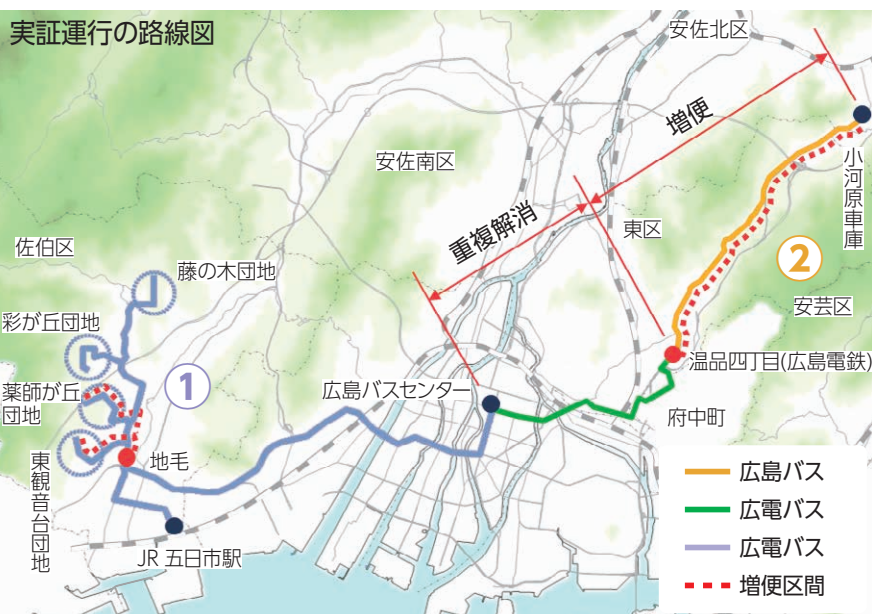 実証運行の路線図
安佐北区
増便
小河原車庫
安佐南区
重複解消
東区
佐伯区
藤の木団地
②
安芸区
彩が丘団地
①
温品四丁目(広島電鉄)
薬師が丘
団地
広島バスセンター
府中町
地毛
東観音台団地
JR 五日市駅
広島バス
広電バス
広電バス
増便区間